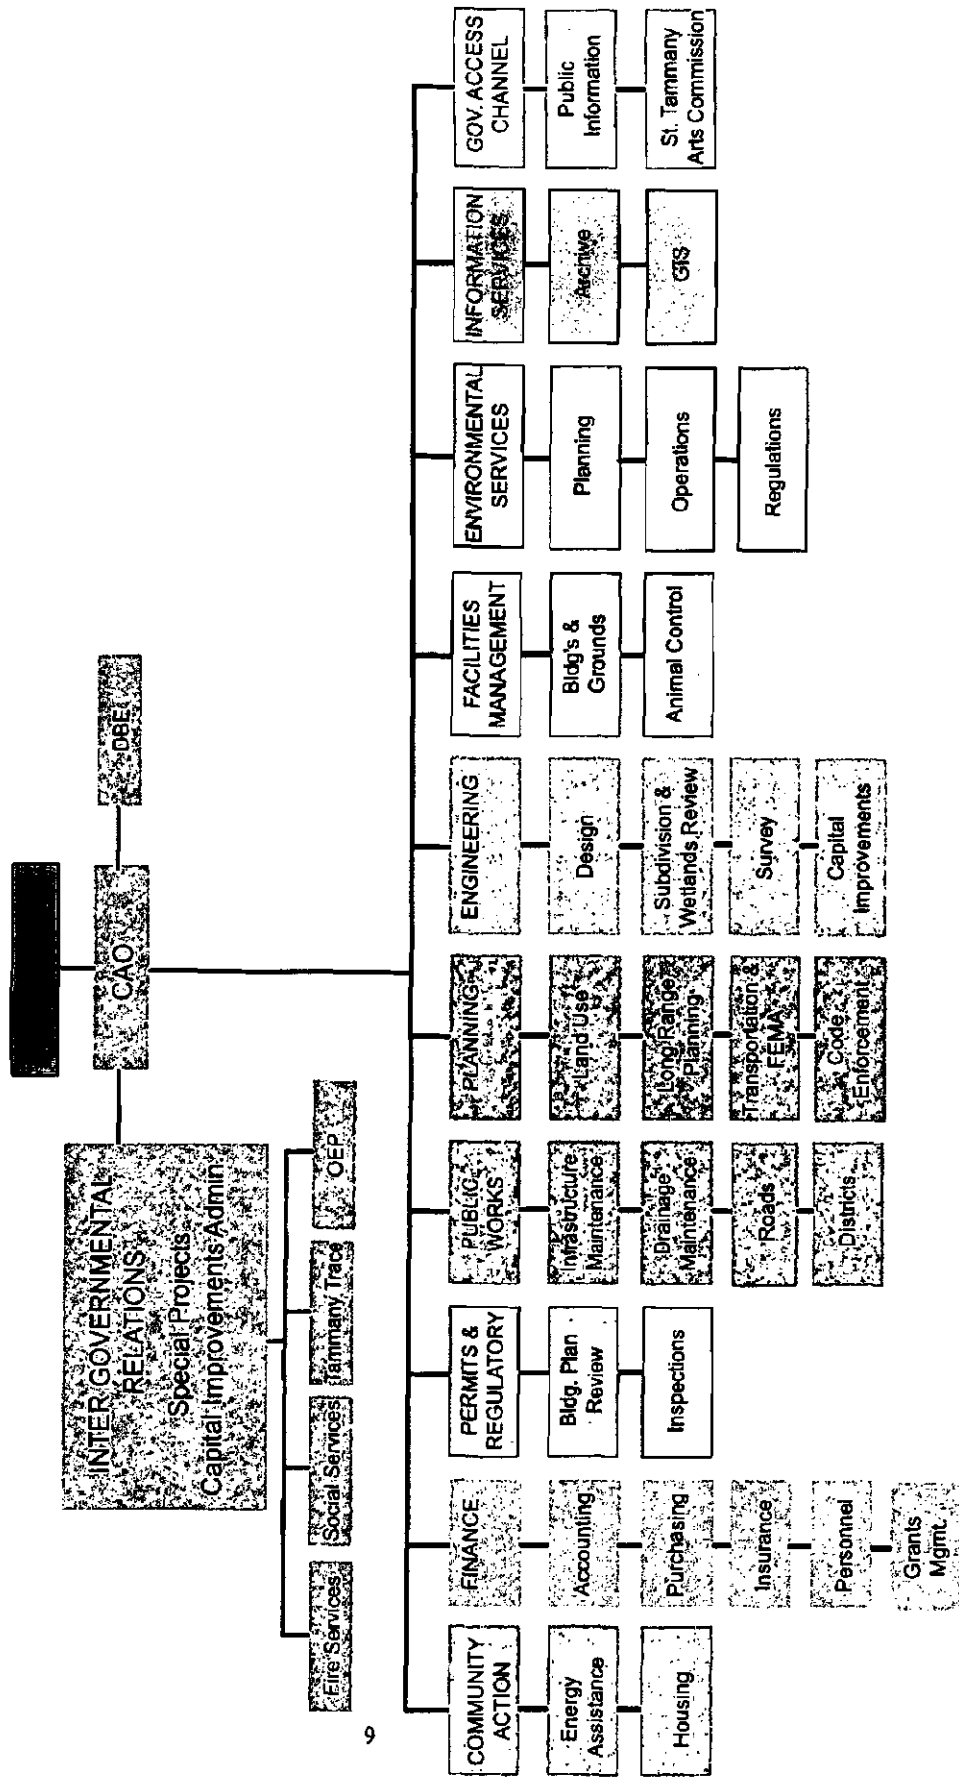 CAO
DBE
INTER GOVERNMENTAL
RELATIONS
Special Projects
Capital Improvements Admin
Fire Services
Social Services
Tammany Trace
OEP
COMMUNITY
ACTION
Energy
Assistance
Housing
FINANCE
Accounting
Purchasing
Insurance
Personnel
Grants
Mgmt.
PERMITS &
REGULATORY
Bldg. Plan
Review
Inspections
PUBLIC
WORKS
Infrastructure
Maintenance
Drainage
Maintenance
Roads
Districts
PLANNING
Land Use
Long Range
Planning
Transportation &
FEMA
Code
Enforcement
ENGINEERING
Design
Subdivision &
Wetlands Review
Survey
Capital
Improvements
FACILITIES
MANAGEMENT
Bldg's &
Grounds
Animal Control
ENVIRONMENTAL
SERVICES
Planning
Operations
Regulations
INFORMATION
SERVICES
Archive
GIS
GOV. ACCESS
CHANNEL
Public
Information
St. Tammany
Arts Commission
9